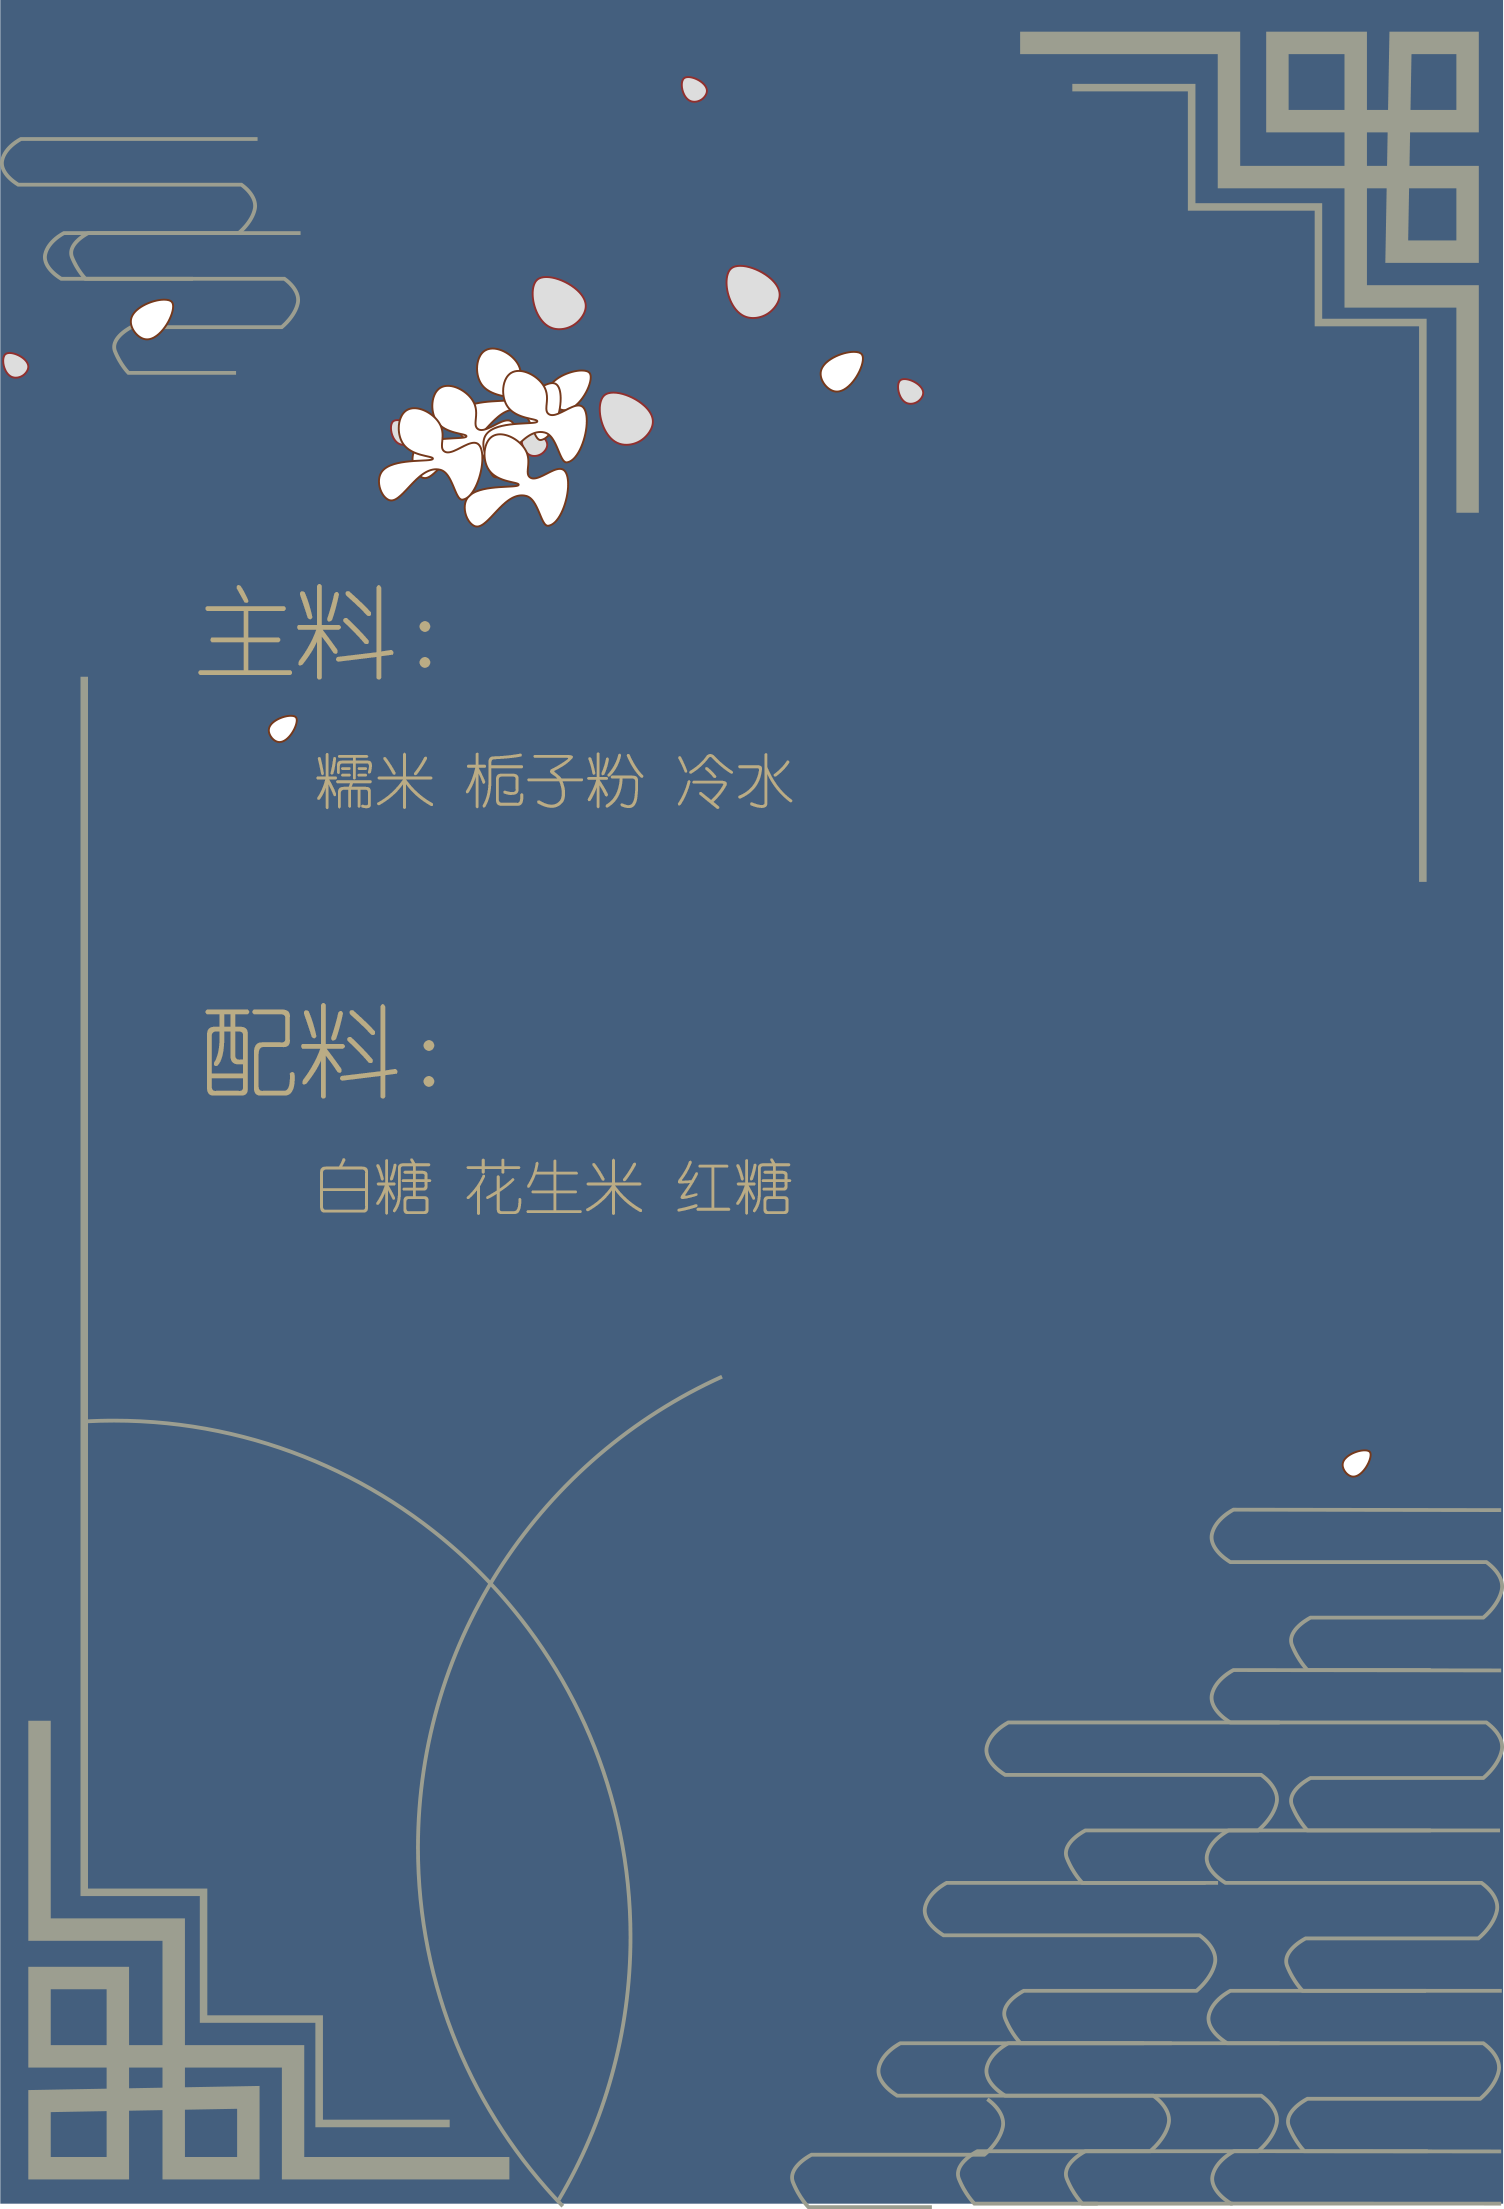 主料：
糯米 栀子粉 冷水
配料：
白糖 花生米 红糖